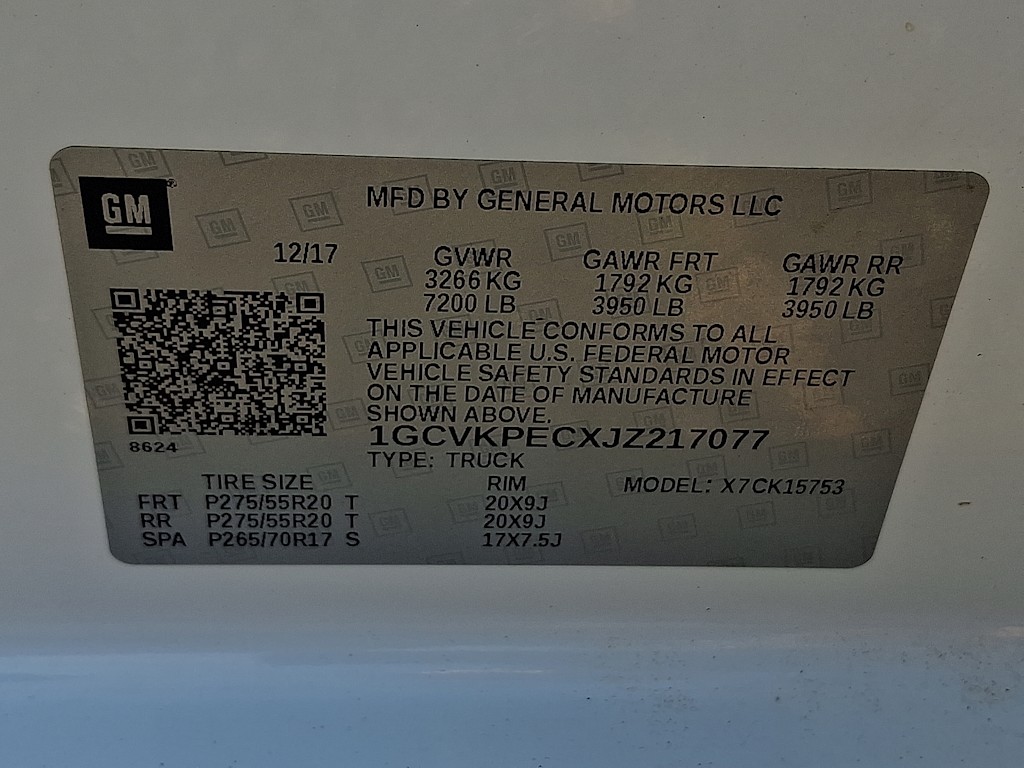 GM
MFD BY GENERAL MOTORS LLC
12/17 GVWR GAWR FRT GAWR RR
3266 KG 1792 KG 1792 KG
7200 LB 3950 LB 3950 LB
THIS VEHICLE CONFORMS TO ALL
APPLICABLE U.S. FEDERAL MOTOR
VEHICLE SAFETY STANDARDS IN EFFECT
ON THE DATE OF MANUFACTURE
SHOWN ABOVE.
8624
1GCVKPECXJZ217077
TYPE: TRUCK
TIRE SIZE RIM MODEL: X7CK15753
FRT P275/55R20 T 20X9J
RR P275/55R20 T 20X9J
SPA P265/70R17 S 17X7.5J